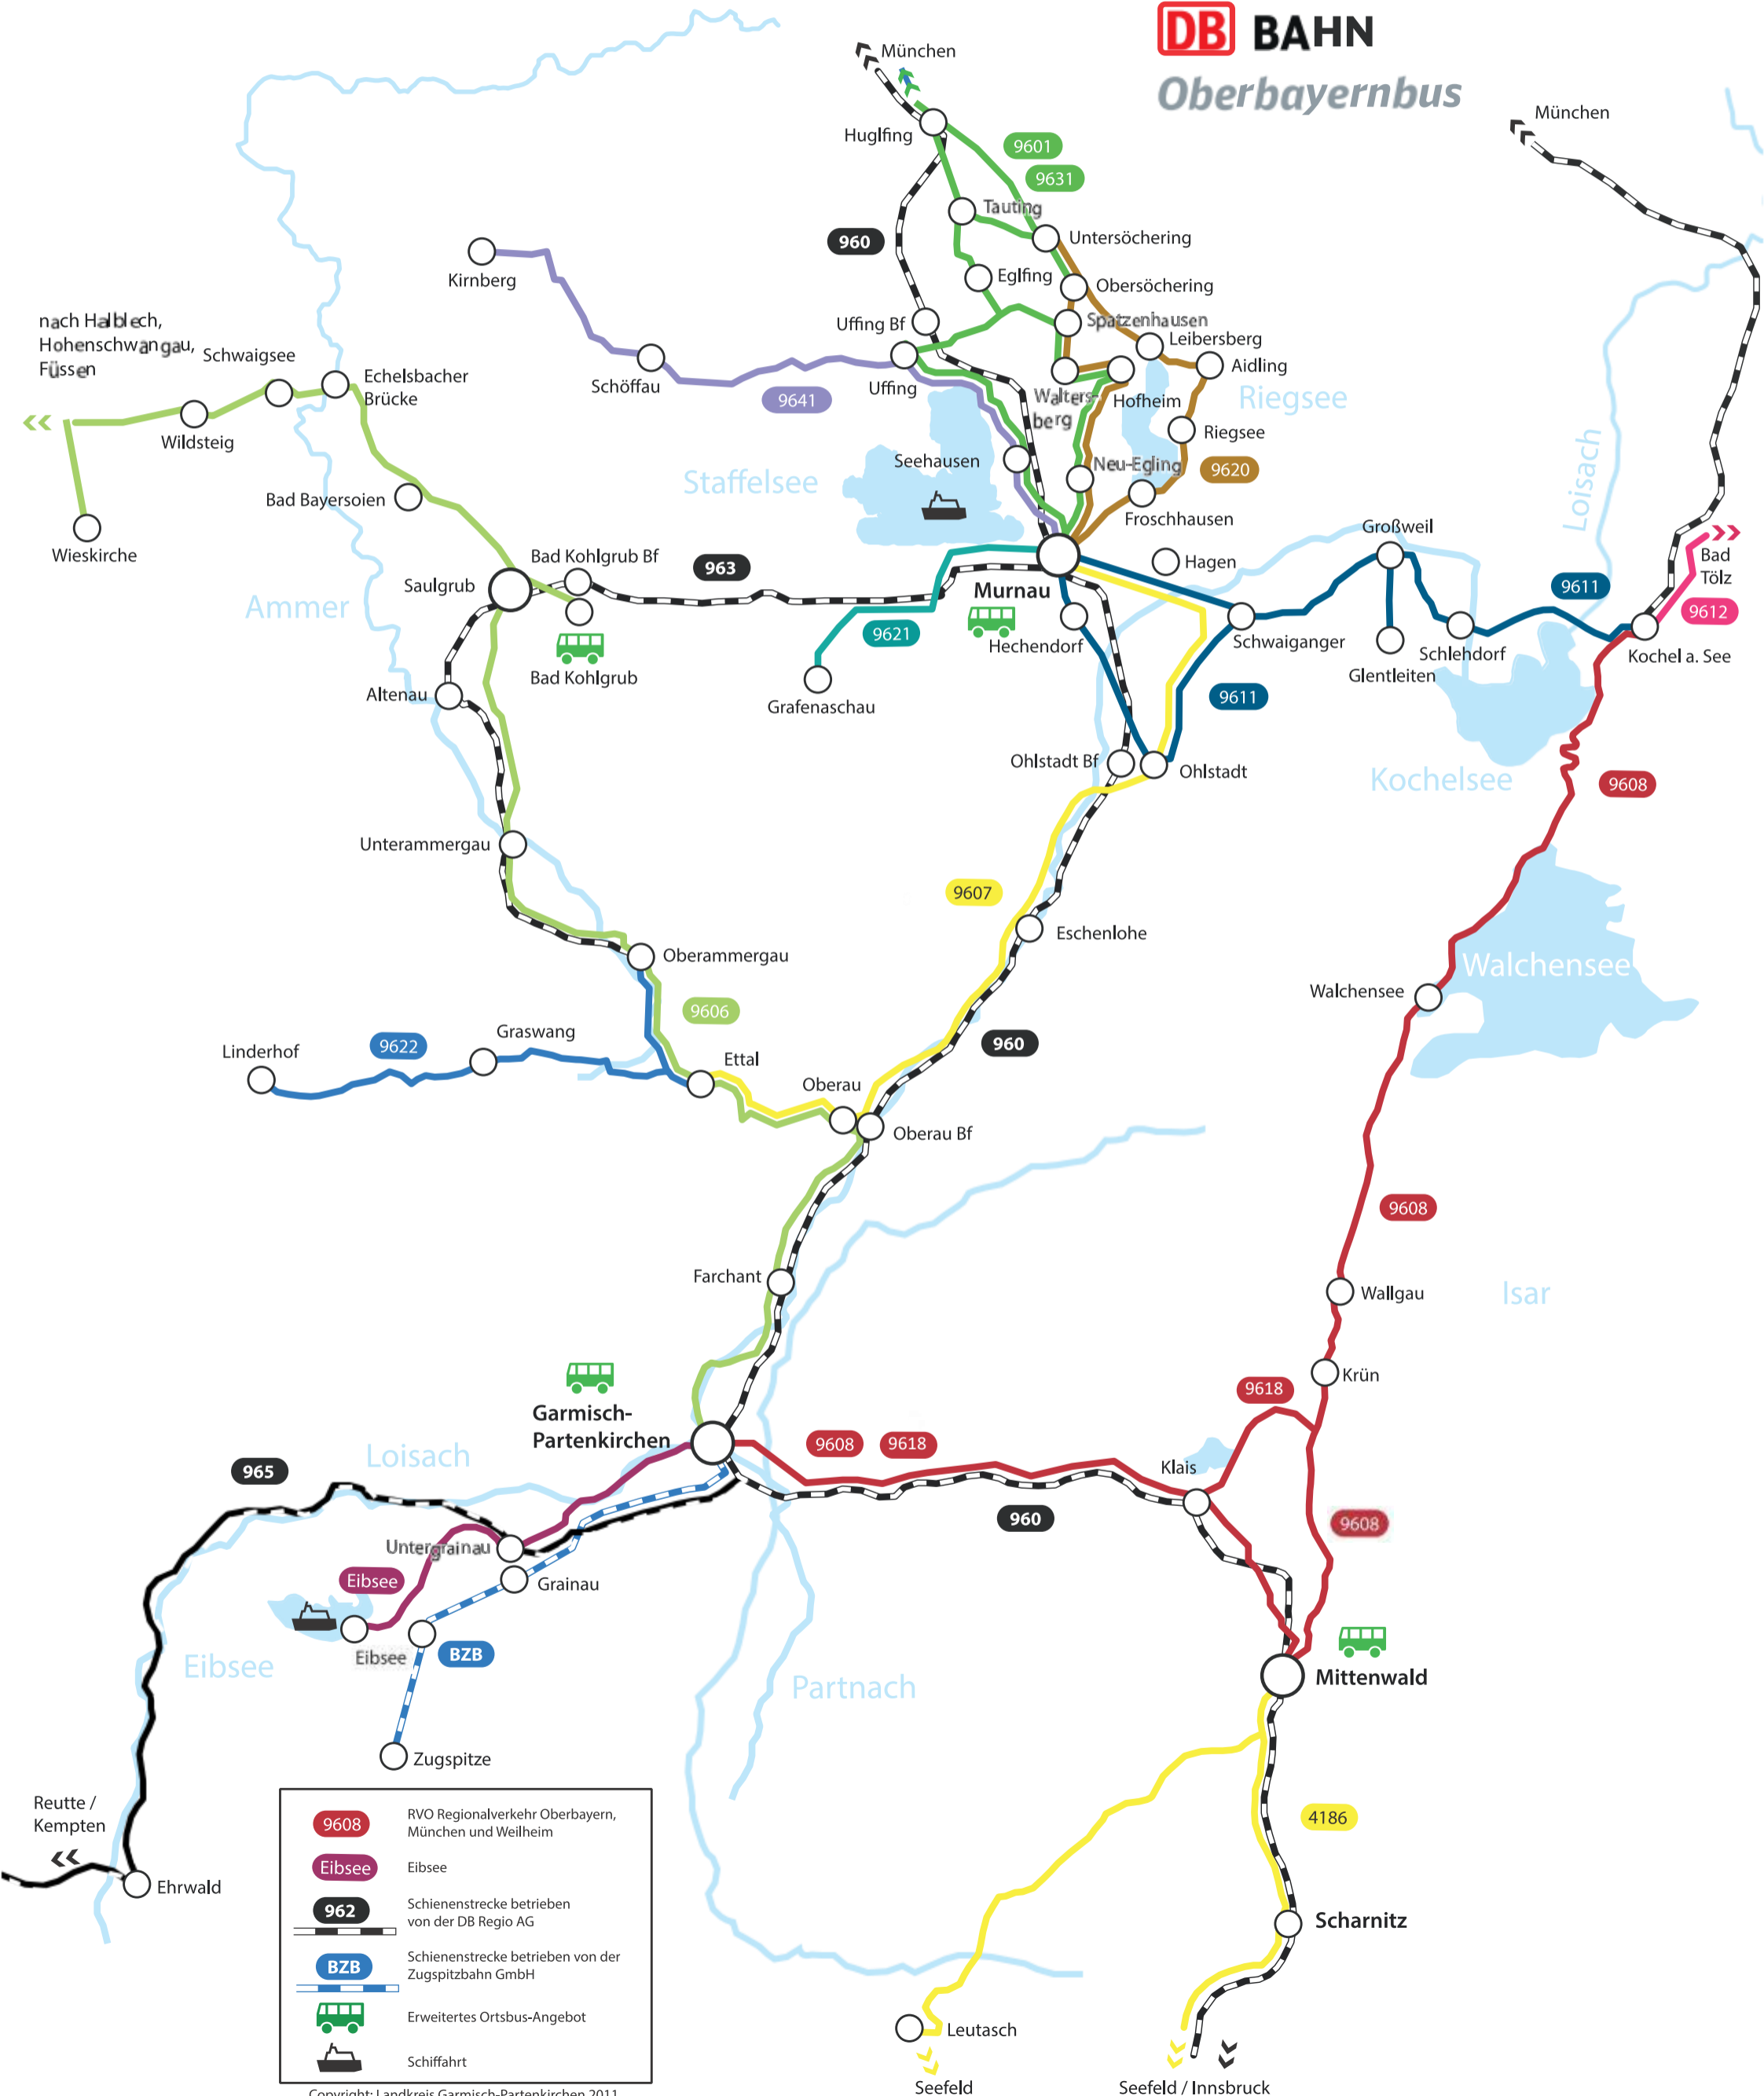 DB BAHN
Oberbayernbus
München
München
Huglfing
9601
9631
Tauting
960
Untersöchering
Kirnberg
Eglfing
Obersöchering
Uffing Bf
Spatzenhausen
nach Halblech,
Hohenschwangau,
Füssen
Schwaigsee
Leibersberg
Aidling
Echelsbacher
Brücke
Schöffau
9641
Uffing
Walters-
berg
Hofheim
Riegsee
Wildsteig
Riegsee
Seehausen
Neu-Egling
9620
Staffelsee
Loisach
Bad Bayersoien
Froschhausen
Großweil
Wieskirche
Bad Kohlgrub Bf
963
Hagen
Bad
Tölz
Saulgrub
Murnau
9611
9612
Ammer
9621
Hechendorf
Schwaiganger
Schlehdorf
Kochel a. See
Bad Kohlgrub
Glentleiten
Altenau
Grafenaschau
9611
Ohlstadt Bf
Ohlstadt
Kochelsee
9608
Unterammergau
9607
Eschenlohe
Oberammergau
Walchensee
Walchensee
9606
Graswang
960
Linderhof
9622
Ettal
Oberau
Oberau Bf
9608
Farchant
Wallgau
Isar
Krün
9618
Garmisch-
Partenkirchen
9608
9618
Loisach
965
Klais
960
9608
Untergrainau
Eibsee
Grainau
Eibsee
BZB
Eibsee
Mittenwald
Partnach
Zugspitze
Reutte /
Kempten
4186
9608
RVO Regionalverkehr Oberbayern,
München und Weilheim
Eibsee
Eibsee
Ehrwald
962
Schienenstrecke betrieben
von der DB Regio AG
Scharnitz
BZB
Schienenstrecke betrieben von der
Zugspitzbahn GmbH
Erweitertes Ortsbus-Angebot
Leutasch
Schiffahrt
Seefeld
Seefeld / Innsbruck
Copyright: Landkreis Garmisch-Partenkirchen 2011